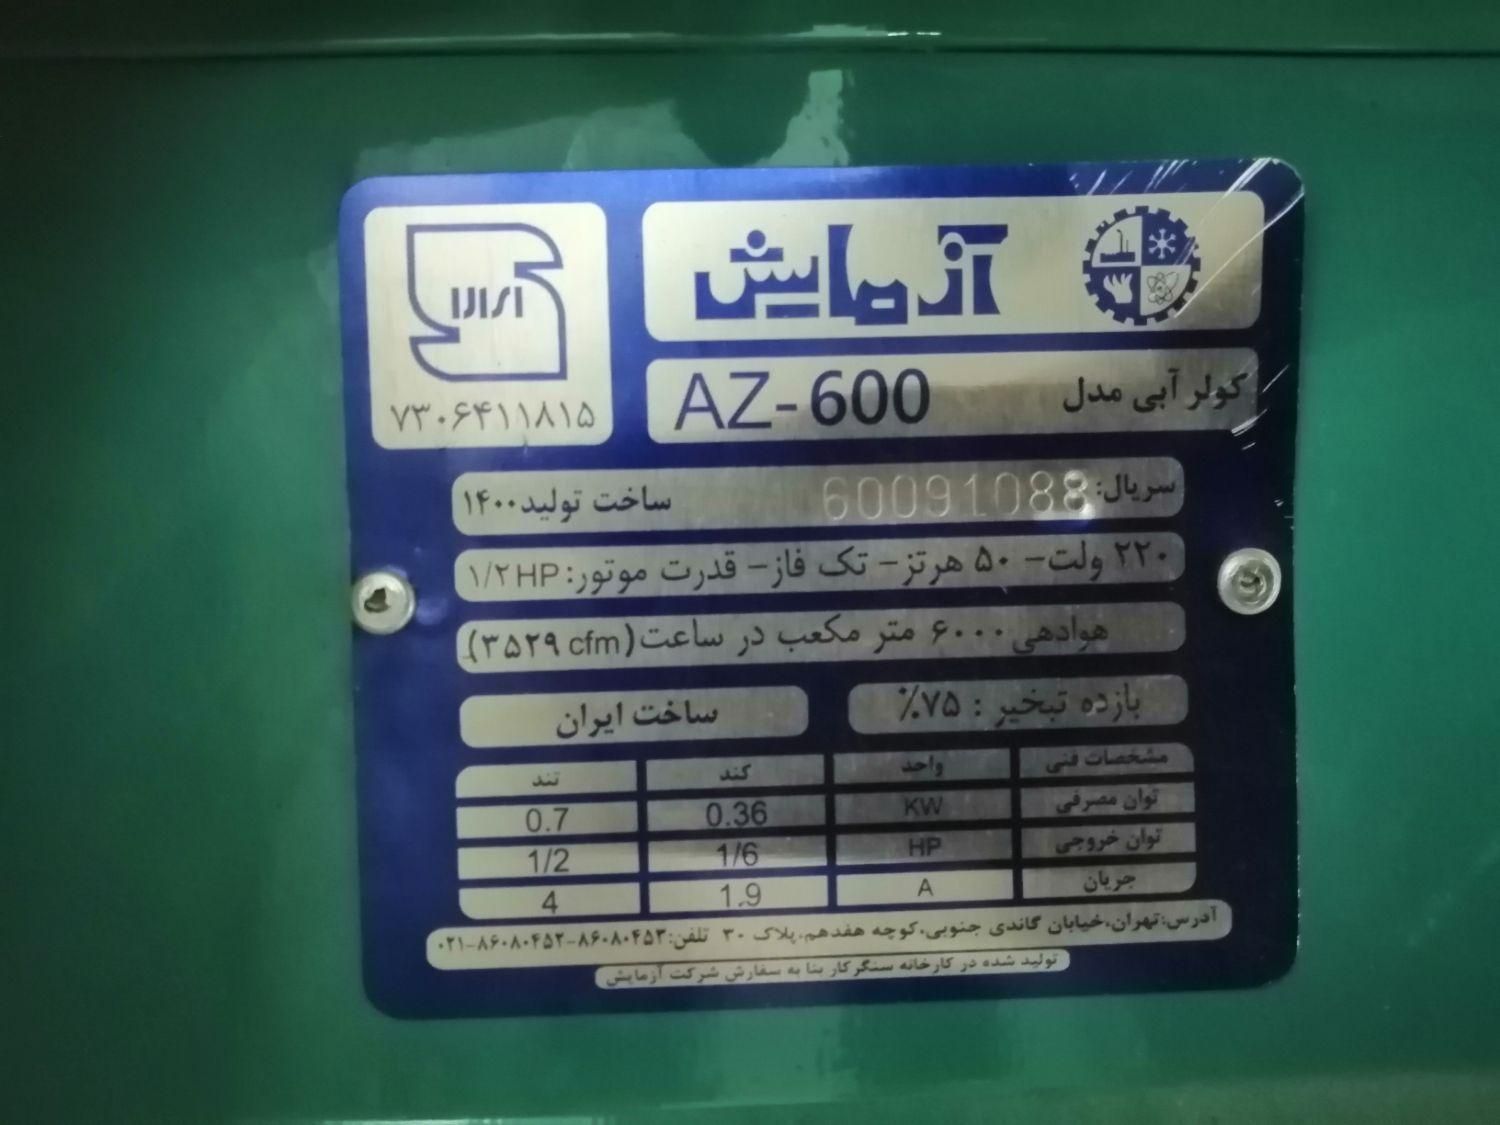 آزمایش
۷۳۰۶۴۱۱۸۱۵
کولر آبی مدل AZ-600
سریال: 60091088 ساخت تولید ۱۴۰۰
۲۲۰ ولت- ۵۰ هرتز- تک فاز- قدرت موتور: ۱/۲ HP
هوادهی ۶۰۰۰ متر مکعب در ساعت (۳۵۲۹ cfm)
بازده تبخیر : ۷۵٪ ساخت ایران
مشخصات فنی واحد کند تند
توان مصرفی KW 0.36 0.7
توان خروجی HP 1/6 1/2
جریان A 1.9 4
آدرس: تهران، خیابان گاندی جنوبی، کوچه هفدهم، پلاک ۳۰ تلفن: ۸۶۰۸۰۴۵۳-۸۶۰۸۰۴۵۲-۰۲۱
تولید شده در کارخانه سنگر کار بنا به سفارش شرکت آزمایش